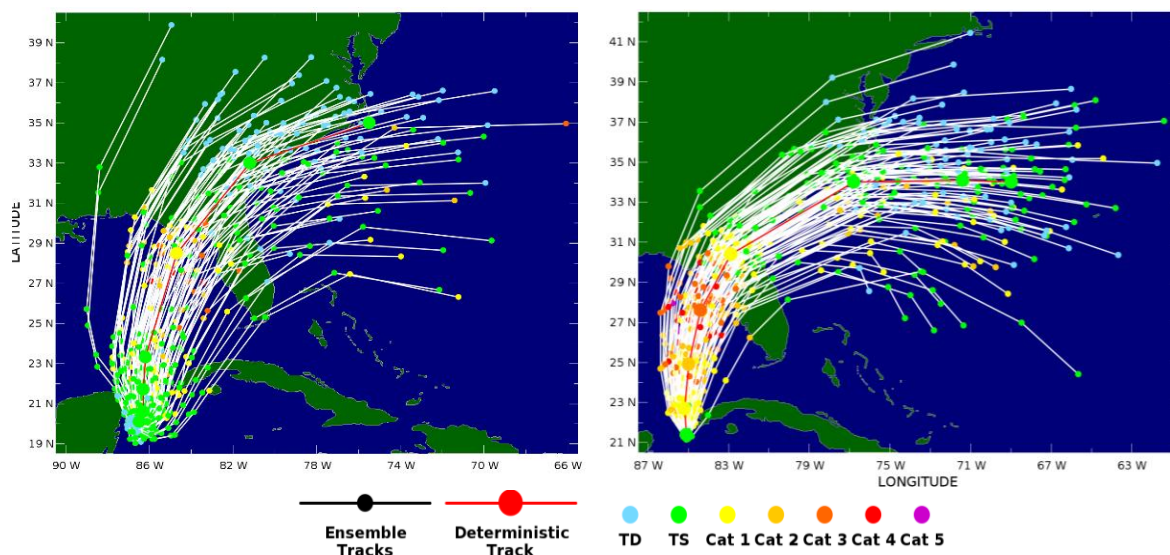 39 N
37 N
35 N
33 N
31 N
29 N
27 N
25 N
23 N
21 N
19 N
LATITUDE
90 W 86 W 82 W 78 W 74 W 70 W 66 W
41 N
39 N
37 N
35 N
33 N
31 N
29 N
27 N
25 N
23 N
21 N
87 W 83 W 79 W 75 W 71 W 67 W 63 W
LONGITUDE
Ensemble Tracks
Deterministic Track
TD TS Cat 1 Cat 2 Cat 3 Cat 4 Cat 5